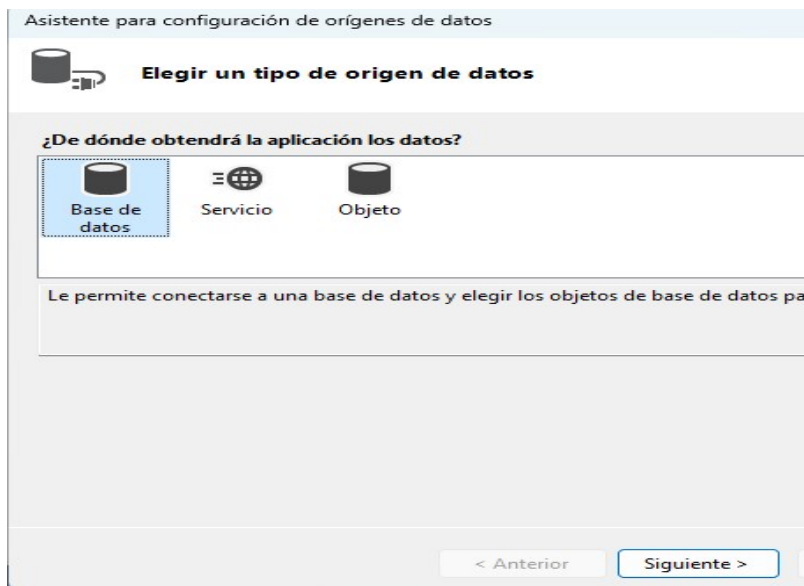 Asistente para configuración de orígenes de datos
Elegir un tipo de origen de datos
¿De dónde obtendrá la aplicación los datos?
Base de datos
Servicio
Objeto
Le permite conectarse a una base de datos y elegir los objetos de base de datos pa
< Anterior
Siguiente >